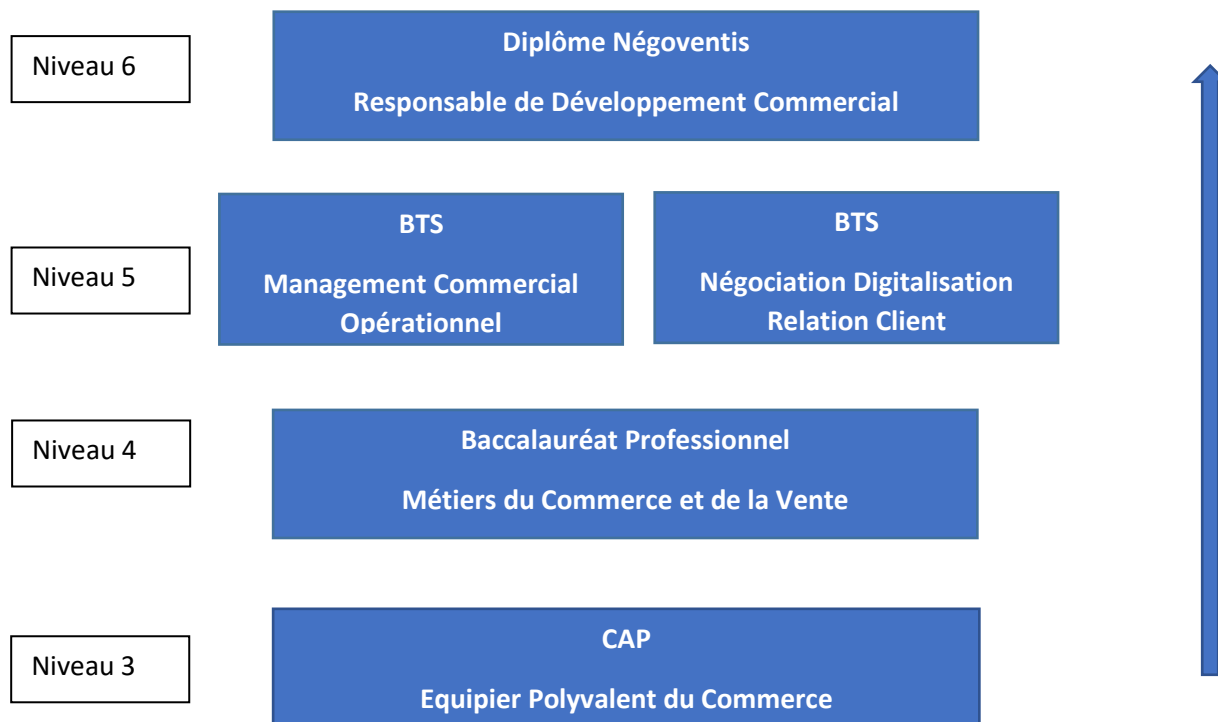 Niveau 6
Diplôme Négoventis
Responsable de Développement Commercial
Niveau 5
BTS
Management Commercial
Opérationnel
BTS
Négociation Digitalisation
Relation Client
Niveau 4
Baccalauréat Professionnel
Métiers du Commerce et de la Vente
Niveau 3
CAP
Equipier Polyvalent du Commerce